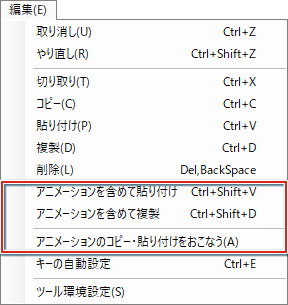 編集(E)
取り消し(U) Ctrl+Z
やり直し(R) Ctrl+Shift+Z
切り取り(T) Ctrl+X
コピー(C) Ctrl+C
貼り付け(P) Ctrl+V
複製(D) Ctrl+D
削除(L) Del,BackSpace
アニメーションを含めて貼り付け Ctrl+Shift+V
アニメーションを含めて複製 Ctrl+Shift+D
アニメーションのコピー・貼り付けをおこなう(A)
キーの自動設定 Ctrl+E
ツール環境設定(S)